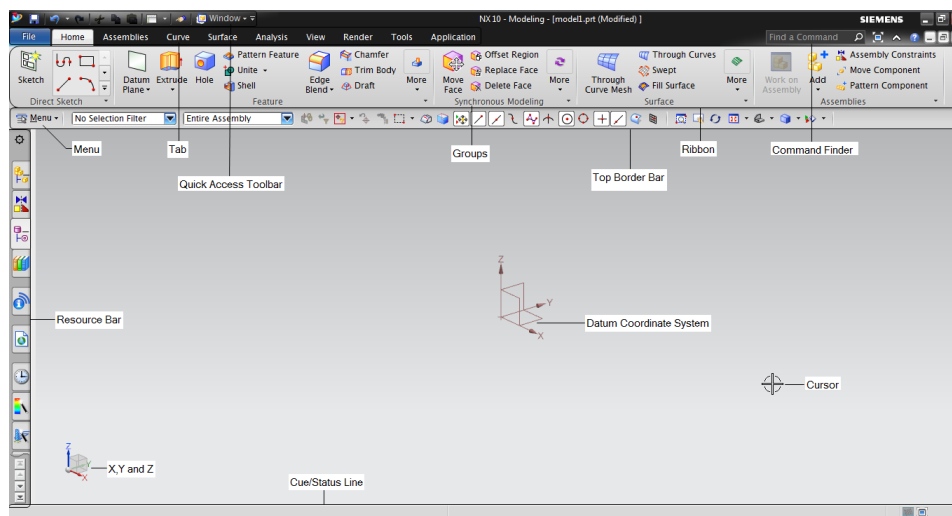 Window
NX 10 - Modeling - [model1.prt (Modified) ]
SIEMENS
File Home Assemblies Curve Surface Analysis View Render Tools Application
Find a Command
Sketch
Datum Plane
Extrude
Hole
Pattern Feature
Unite
Shell
Edge Blend
Chamfer
Trim Body
Draft
More
Move Face
Offset Region
Replace Face
Delete Face
More
Through Curve Mesh
Through Curves
Swept
Fill Surface
More
Work on Assembly
Add
Assembly Constraints
Move Component
Pattern Component
Direct Sketch
Feature
Synchronous Modeling
Surface
Assemblies
Menu
No Selection Filter
Entire Assembly
Menu
Tab
Groups
Ribbon
Command Finder
Quick Access Toolbar
Top Border Bar
Z
Y
X
Resource Bar
Datum Coordinate System
Cursor
Z
Y
X
X,Y and Z
Cue/Status Line